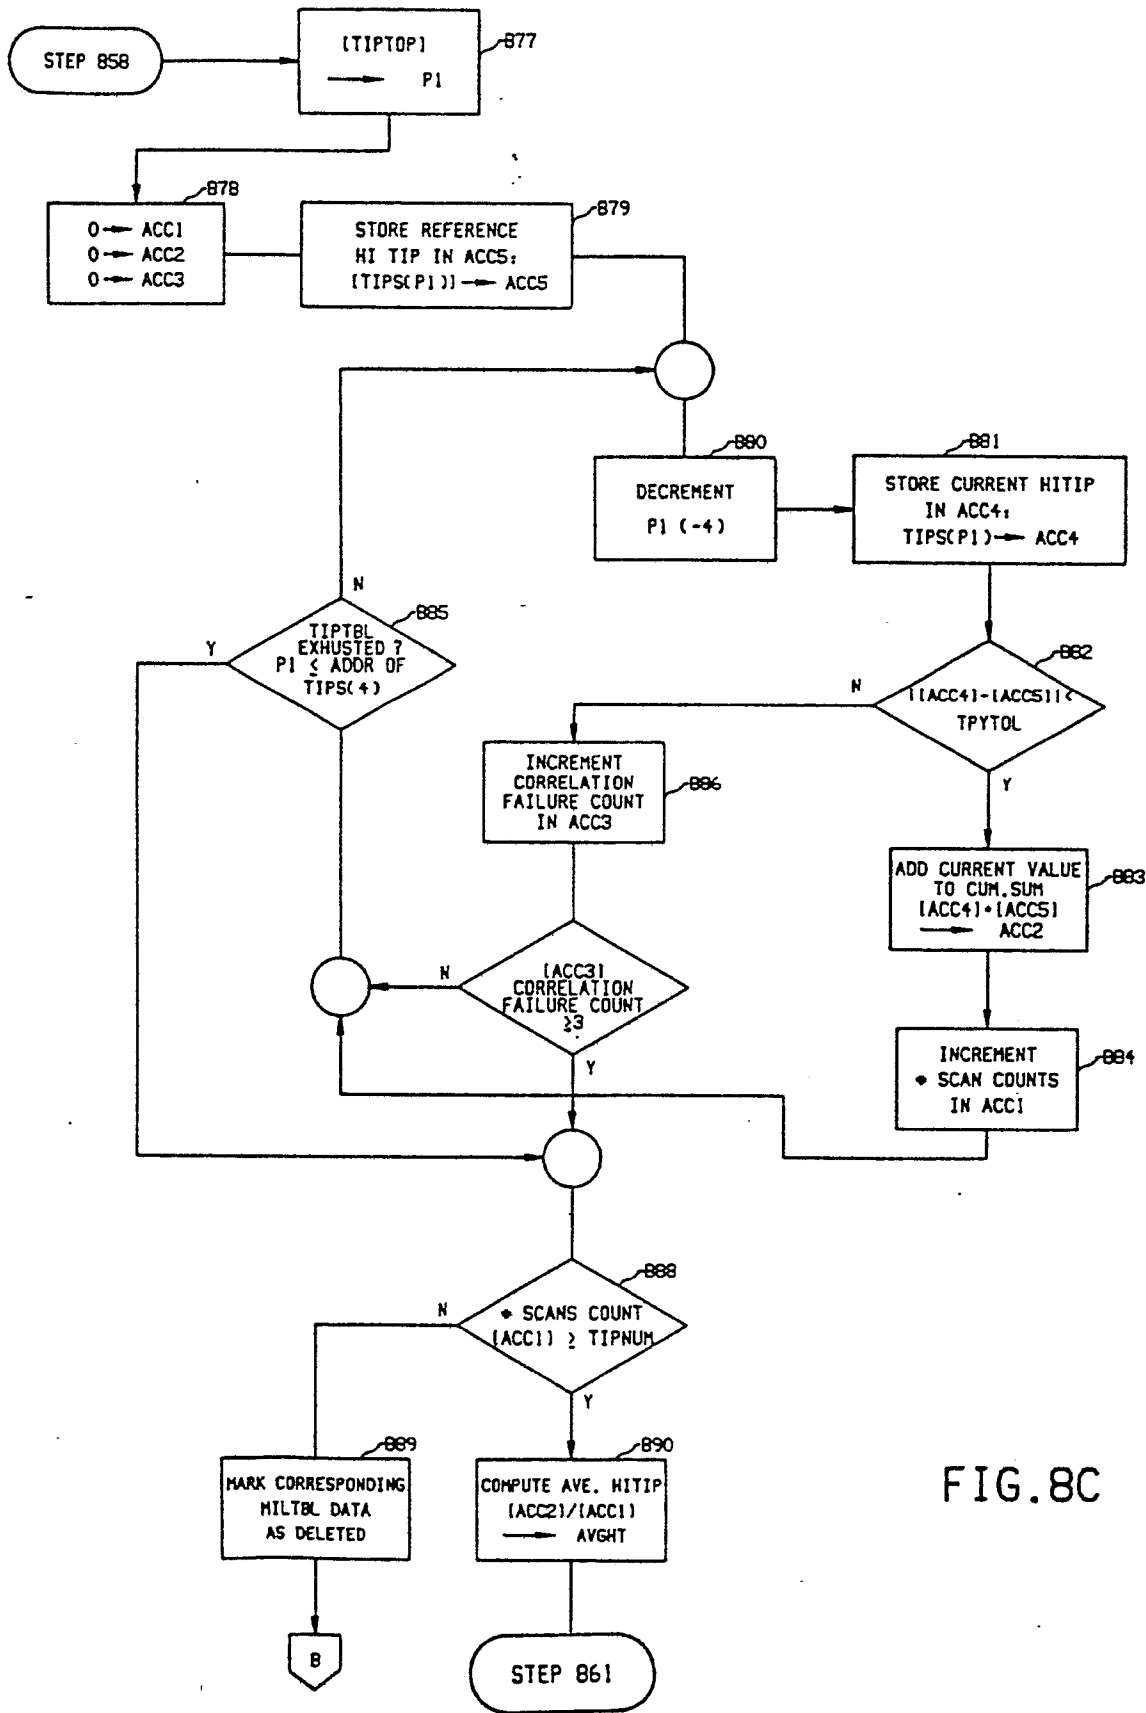 STEP 858
[TIPTOP]
→ P1
877
878
0→ ACC1
0→ ACC2
0→ ACC3
879
STORE REFERENCE
HI TIP IN ACC5:
[TIPS(P1)]→ ACC5
880
DECREMENT
P1 (-4)
881
STORE CURRENT HITIP
IN ACC4:
TIPS(P1)→ ACC4
N
885
TIPTBL
EXHUSTED ?
P1 ≤ ADDR OF
TIPS(4)
Y
882
|[ACC4]-[ACC5]|<
TPYTOL
N
Y
INCREMENT
CORRELATION
FAILURE COUNT
IN ACC3
886
ADD CURRENT VALUE
TO CUM.SUM
[ACC4]+[ACC5]
→ ACC2
883
[ACC3]
CORRELATION
FAILURE COUNT
≥3
N
Y
INCREMENT
# SCAN COUNTS
IN ACC1
884
888
# SCANS COUNT
[ACC1] ≥ TIPNUM
N
Y
889
MARK CORRESPONDING
MILTBL DATA
AS DELETED
890
COMPUTE AVE. HITIP
[ACC2]/[ACC1]
→ AVGHT
FIG.8C
B
STEP 861